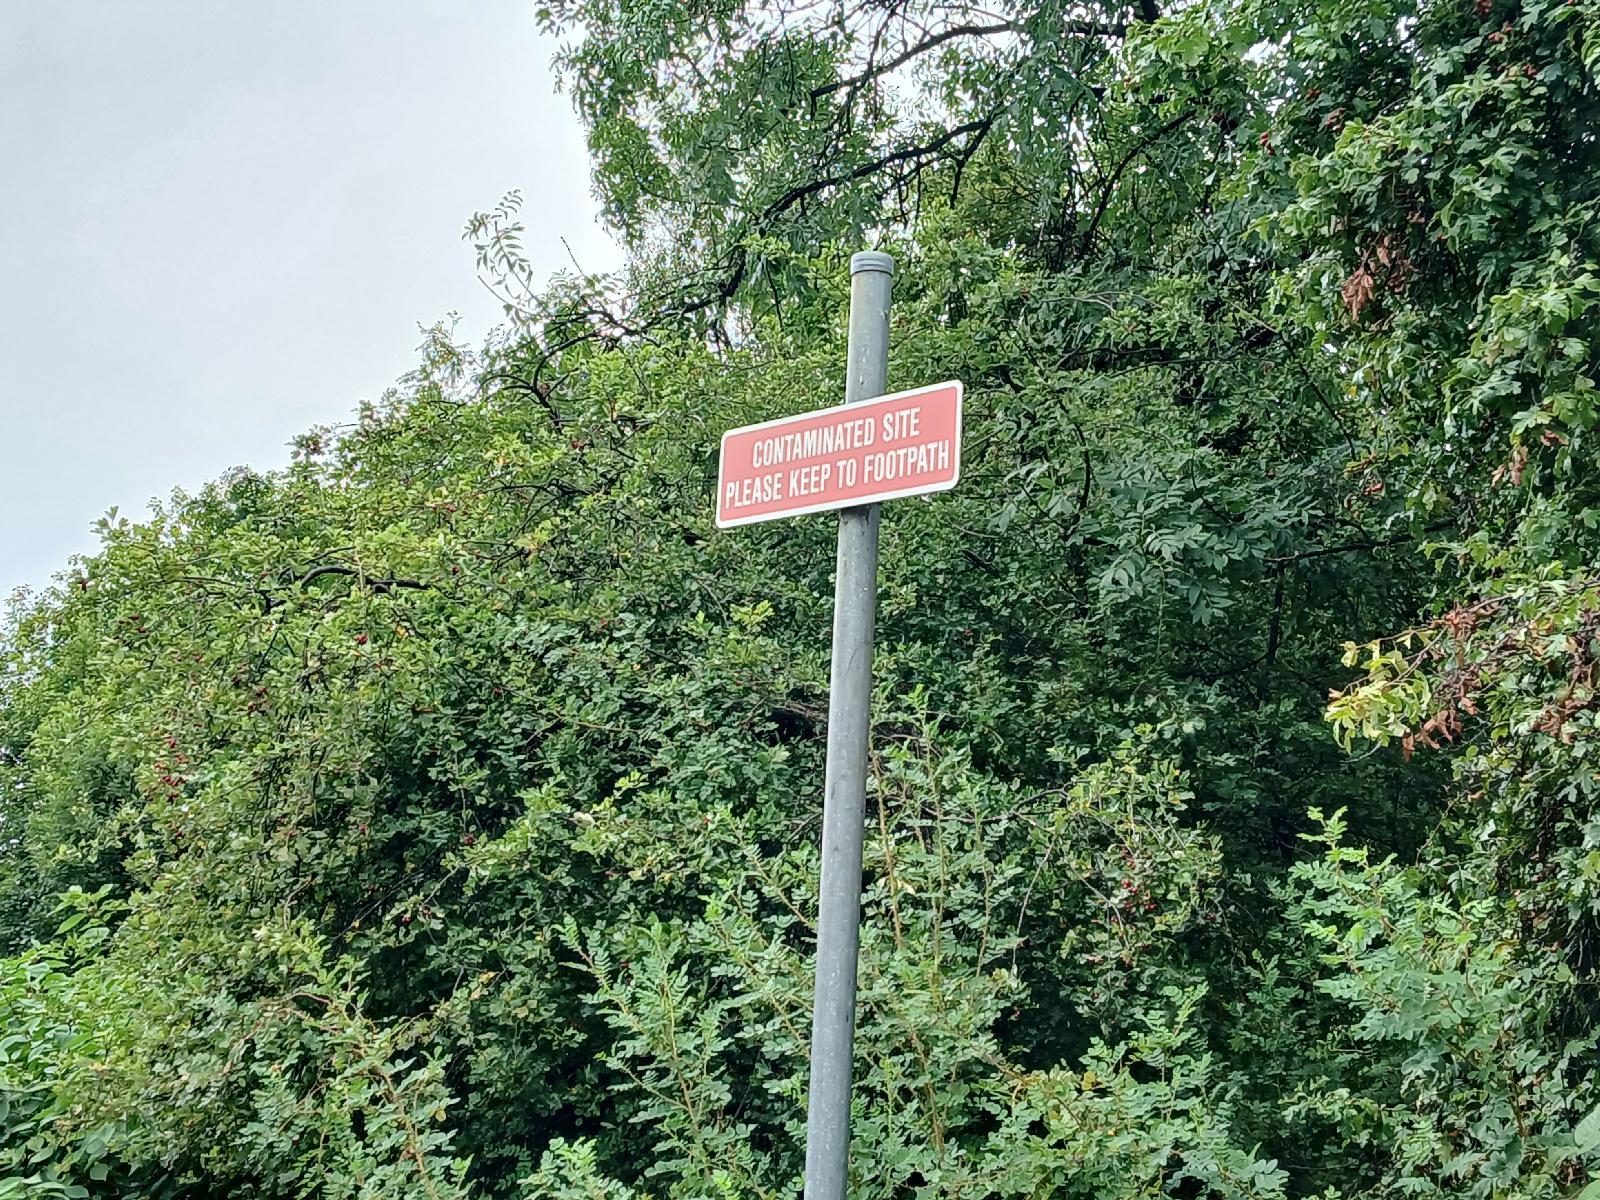 CONTAMINATED SITE
PLEASE KEEP TO FOOTPATH